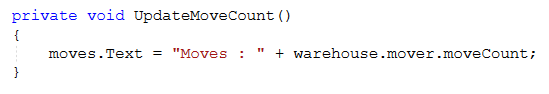 private void UpdateMoveCount()
{
    moves.Text = "Moves : " + warehouse.mover.moveCount;
}